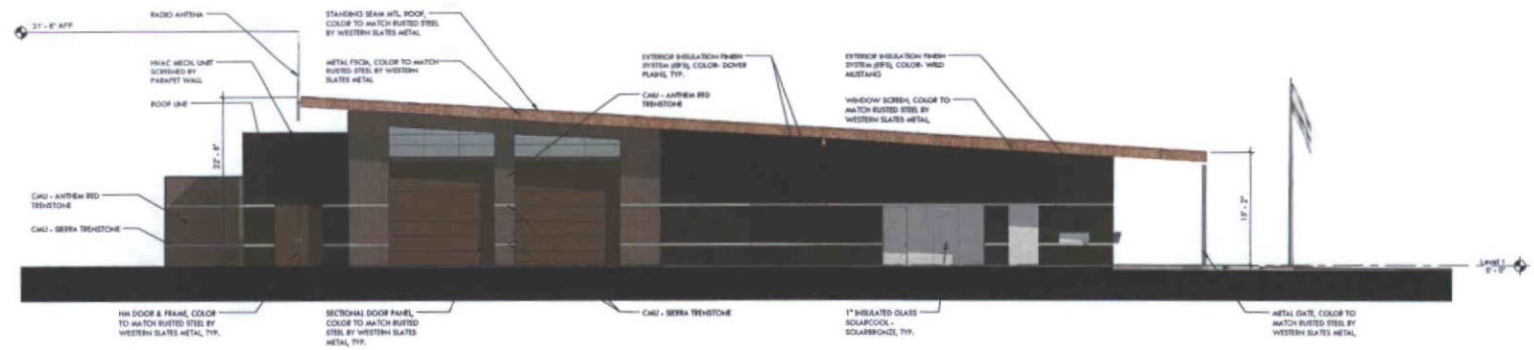 RADIO ANTENA
31' - 8" AFF
STANDING SEAM MTL. ROOF,
COLOR TO MATCH RUSTED STEEL
BY WESTERN SLATES METAL
HVAC MECH. UNIT
SCREENED BY
PARAPET WALL
METAL FSCIA, COLOR TO MATCH
RUSTED STEEL BY WESTERN
SLATES METAL
ROOF LINE
EXTERIOR INSULATION FINISH
SYSTEM (EIFS), COLOR- DOVER
PLAINS, TYP.
CMU - ANTHEM RED
TRENSTONE
EXTERIOR INSULATION FINISH
SYSTEM (EIFS), COLOR- WILD
MUSTANG
WINDOW SCREEN, COLOR TO
MATCH RUSTED STEEL BY
WESTERN SLATES METAL,
22' - 8"
CMU - ANTHEM RED
TRENSTONE
CMU - SIERRA TRENSTONE
15' - 2"
Level 1
0' - 0"
HM DOOR & FRAME, COLOR
TO MATCH RUSTED STEEL BY
WESTERN SLATES METAL, TYP.
SECTIONAL DOOR PANEL,
COLOR TO MATCH RUSTED
STEEL BY WESTERN SLATES
METAL, TYP.
CMU - SIERRA TRENSTONE
1" INSULATED GLASS
SOLARCOOL -
SOLARBRONZE, TYP.
METAL GATE, COLOR TO
MATCH RUSTED STEEL BY
WESTERN SLATES METAL,